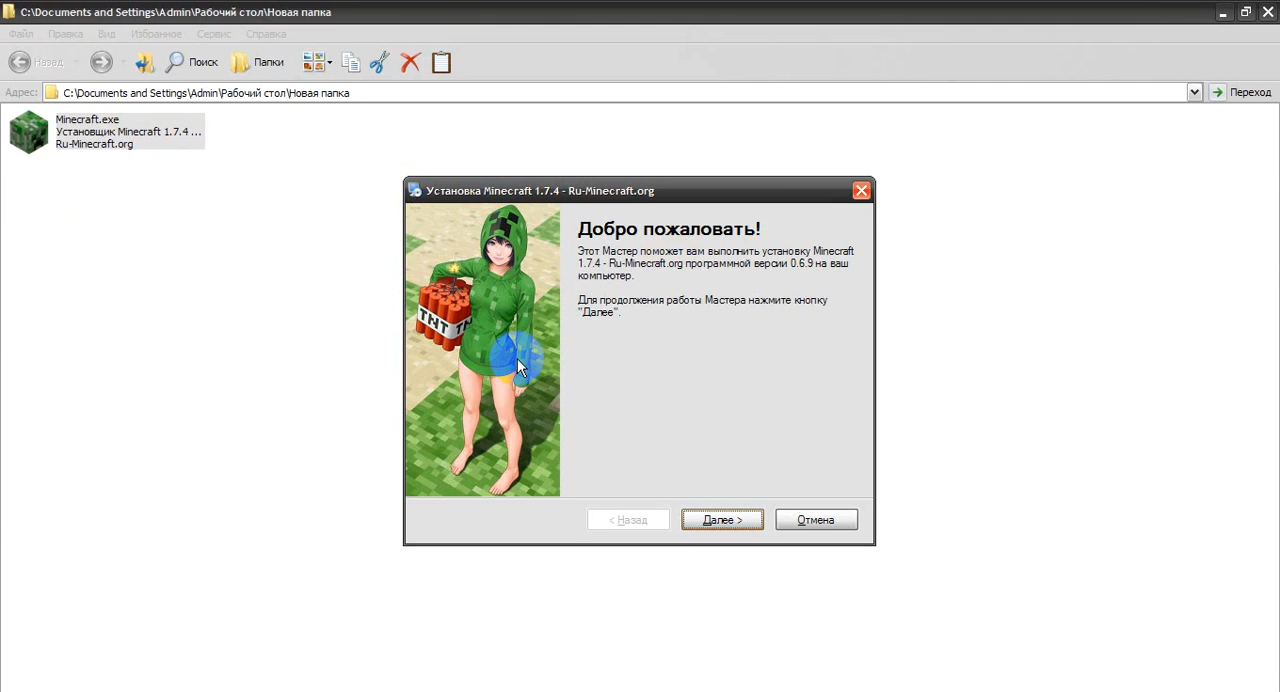 C:\Documents and Settings\Admin\Рабочий стол\Новая папка
Файл Правка Вид Избранное Сервис Справка
Назад Поиск Папки
Адрес: C:\Documents and Settings\Admin\Рабочий стол\Новая папка Переход
Minecraft.exe
Установщик Minecraft 1.7.4 ...
Ru-Minecraft.org
Установка Minecraft 1.7.4 - Ru-Minecraft.org
Добро пожаловать!
Этот Мастер поможет вам выполнить установку Minecraft
1.7.4 - Ru-Minecraft.org программной версии 0.6.9 на ваш
компьютер.
Для продолжения работы Мастера нажмите кнопку
"Далее".
TNT TN
< Назад Далее > Отмена